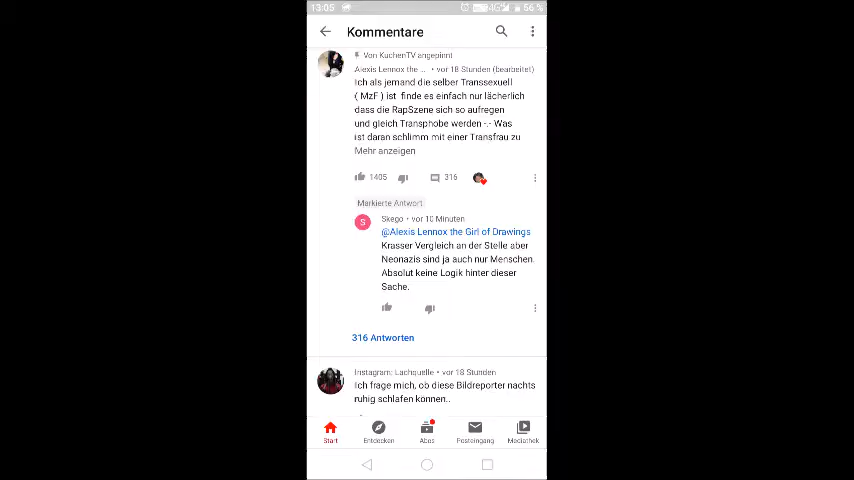 13:05
4G
56 %
Kommentare
Von KuchenTV angepinnt
Alexis Lennox the ... • vor 18 Stunden (bearbeitet)
Ich als jemand die selber Transsexuell
( MzF ) ist finde es einfach nur lächerlich
dass die RapSzene sich so aufregen
und gleich Transphobe werden -.- Was
ist daran schlimm mit einer Transfrau zu
Mehr anzeigen
1405
316
Markierte Antwort
S
Skego • vor 10 Minuten
@Alexis Lennox the Girl of Drawings
Krasser Vergleich an der Stelle aber
Neonazis sind ja auch nur Menschen.
Absolut keine Logik hinter dieser
Sache.
316 Antworten
Instagram: Lachquelle • vor 18 Stunden
Ich frage mich, ob diese Bildreporter nachts
ruhig schlafen können..
Start
Entdecken
Abos
Posteingang
Mediathek